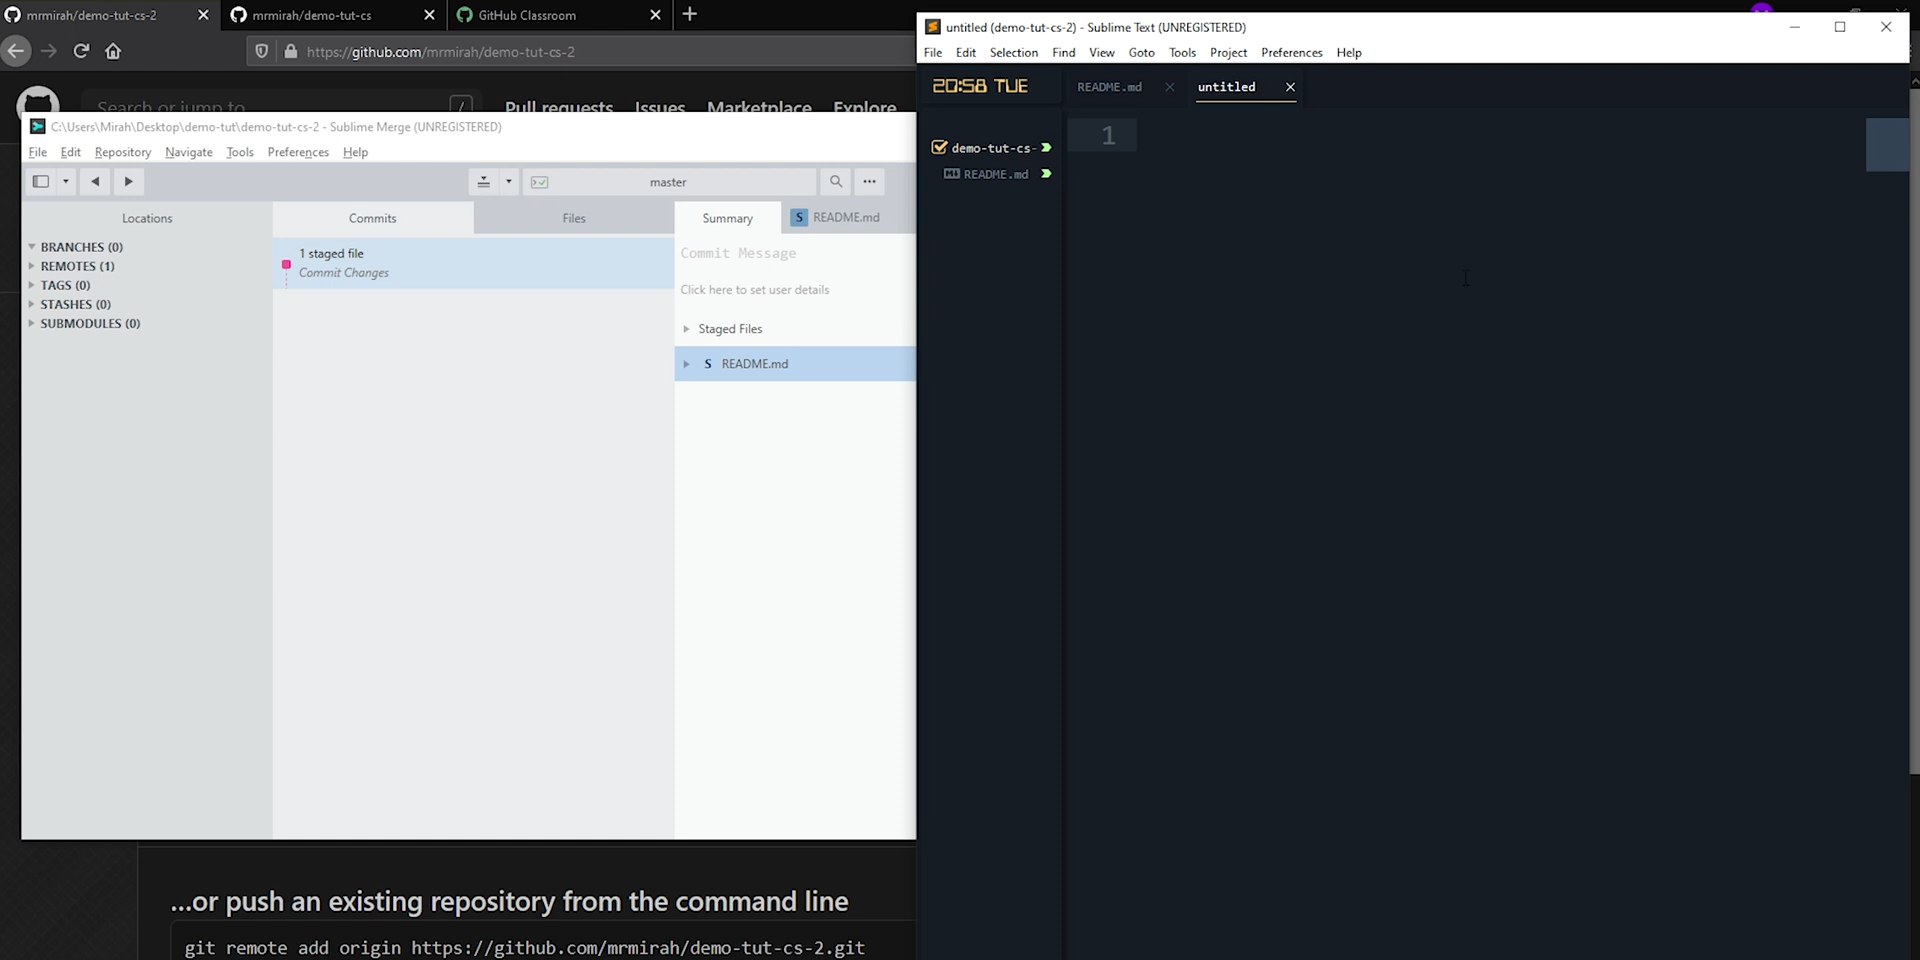 mrmirah/demo-tut-cs-2
mrmirah/demo-tut-cs
GitHub Classroom
https://github.com/mrmirah/demo-tut-cs-2
Search or jump to
/
Pull requests Issues Marketplace Explore
C:\Users\Mirah\Desktop\demo-tut\demo-tut-cs-2 - Sublime Merge (UNREGISTERED)
File Edit Repository Navigate Tools Preferences Help
master
Locations
Commits
Files
Summary
S README.md
BRANCHES (0)
REMOTES (1)
TAGS (0)
STASHES (0)
SUBMODULES (0)
1 staged file
Commit Changes
Commit Message
Click here to set user details
Staged Files
S README.md
...or push an existing repository from the command line
git remote add origin https://github.com/mrmirah/demo-tut-cs-2.git
untitled (demo-tut-cs-2) - Sublime Text (UNREGISTERED)
File Edit Selection Find View Goto Tools Project Preferences Help
20:58 TUE
README.md
untitled
demo-tut-cs-
README.md
1